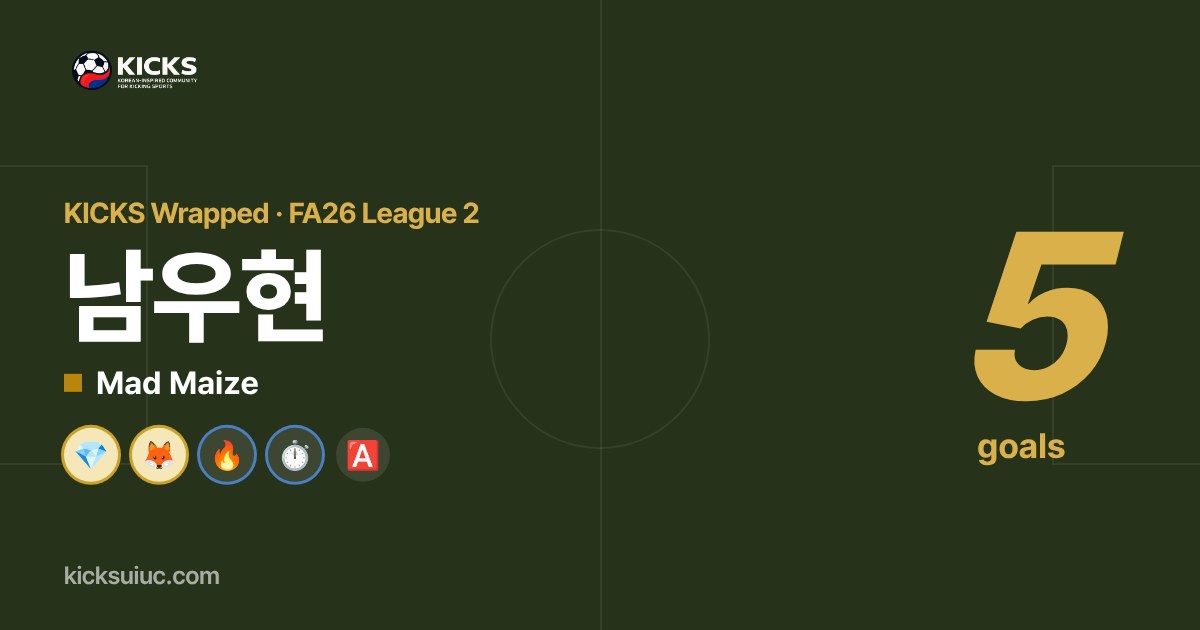 KICKS
KOREAN-INSPIRED COMMUNITY
FOR KICKING SPORTS
KICKS Wrapped · FA26 League 2
남우현
Mad Maize
💎 🦊 🔥 ⏱️ 🅰️
5
goals
kicksuiuc.com